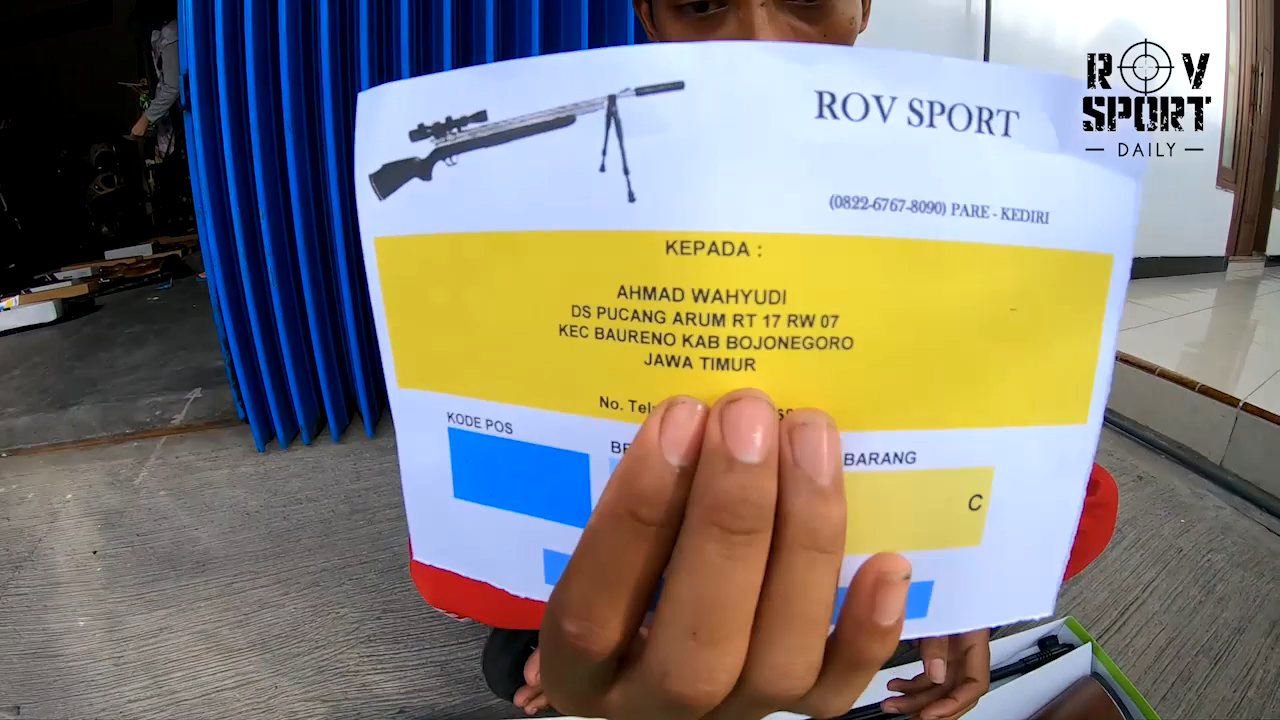 ROV
SPORT
DAILY
ROV SPORT
(0822-6767-8090) PARE - KEDIRI
KEPADA :
AHMAD WAHYUDI
DS PUCANG ARUM RT 17 RW 07
KEC BAURENO KAB BOJONEGORO
JAWA TIMUR
No.
KODE POS
BARANG
C